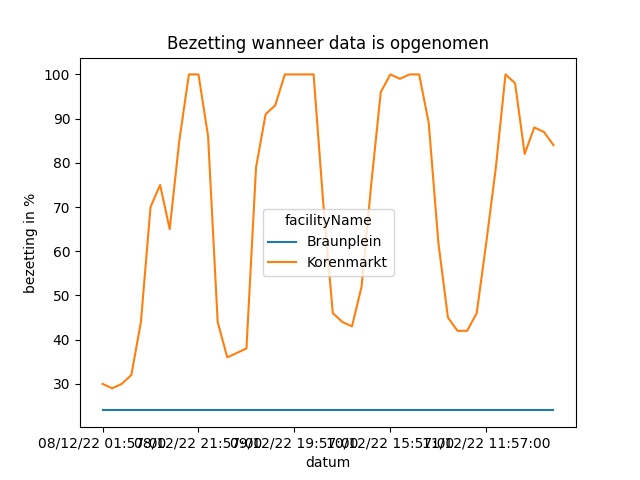 Bezetting wanneer data is opgenomen
100
90
80
70
60
50
40
30
bezetting in %
facilityName
Braunplein
Korenmarkt
08/12/22 01:57:00 08/12/22 21:57:00 09/12/22 19:57:00 10/12/22 15:57:00 11/12/22 11:57:00
datum